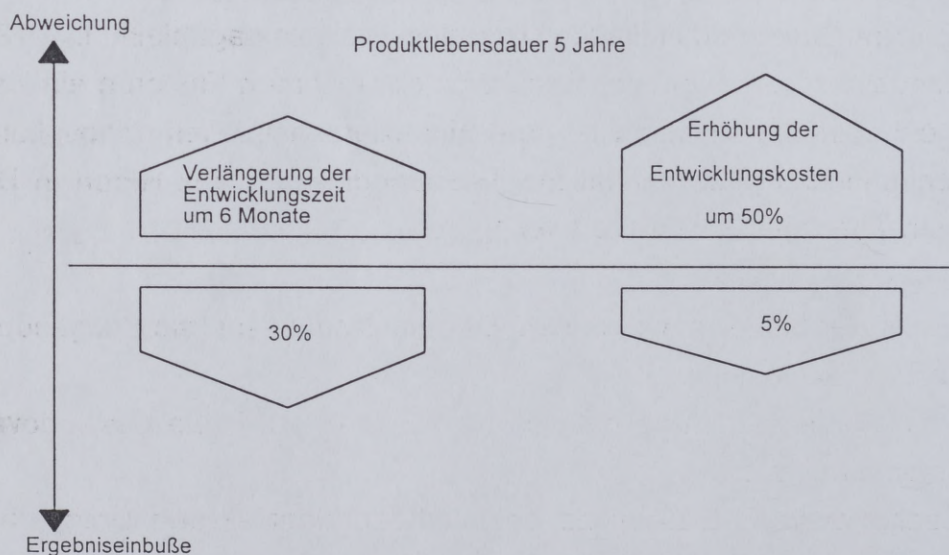 Abweichung
Produktlebensdauer 5 Jahre
Verlängerung der
Entwicklungszeit
um 6 Monate
Erhöhung der
Entwicklungskosten
um 50%
30%
5%
Ergebniseinbuße